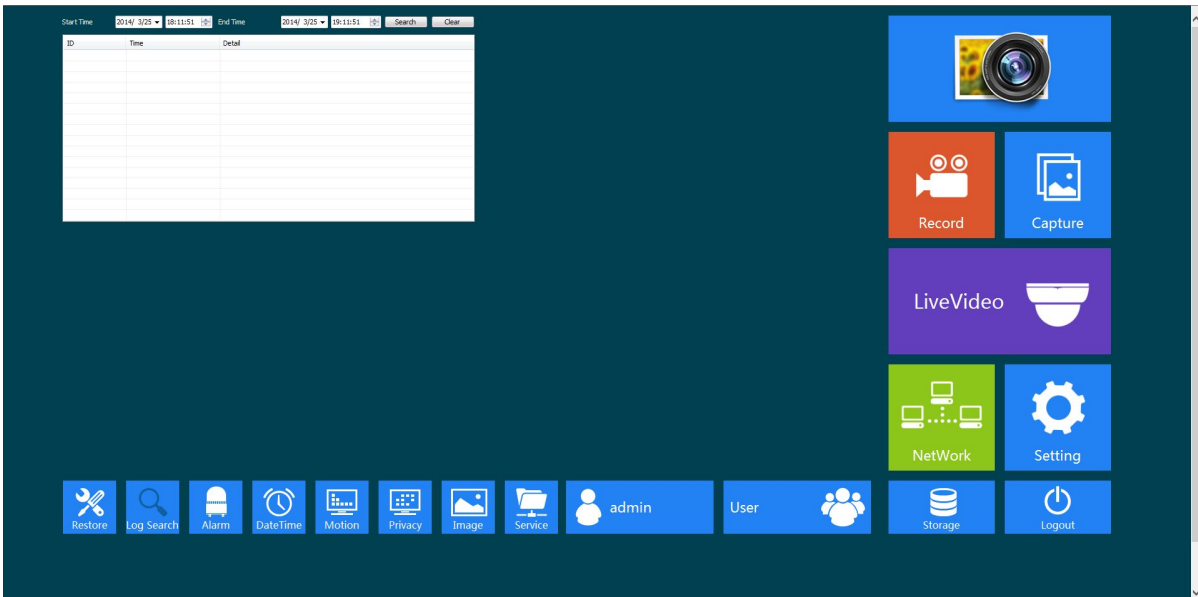 Start Time 2014/ 3/25 18:11:51 End Time 2014/ 3/25 19:11:51 Search Clear
ID Time Detail
Record Capture
LiveVideo
NetWork Setting
Restore Log Search Alarm DateTime Motion Privacy Image Service admin User Storage Logout